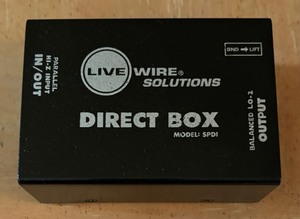 LIVE WIRE®
SOLUTIONS
DIRECT BOX
MODEL: SPDI
PARALLEL
HI-Z INPUT
IN/OUT
GND → LIFT
BALANCED LO-Z
OUTPUT